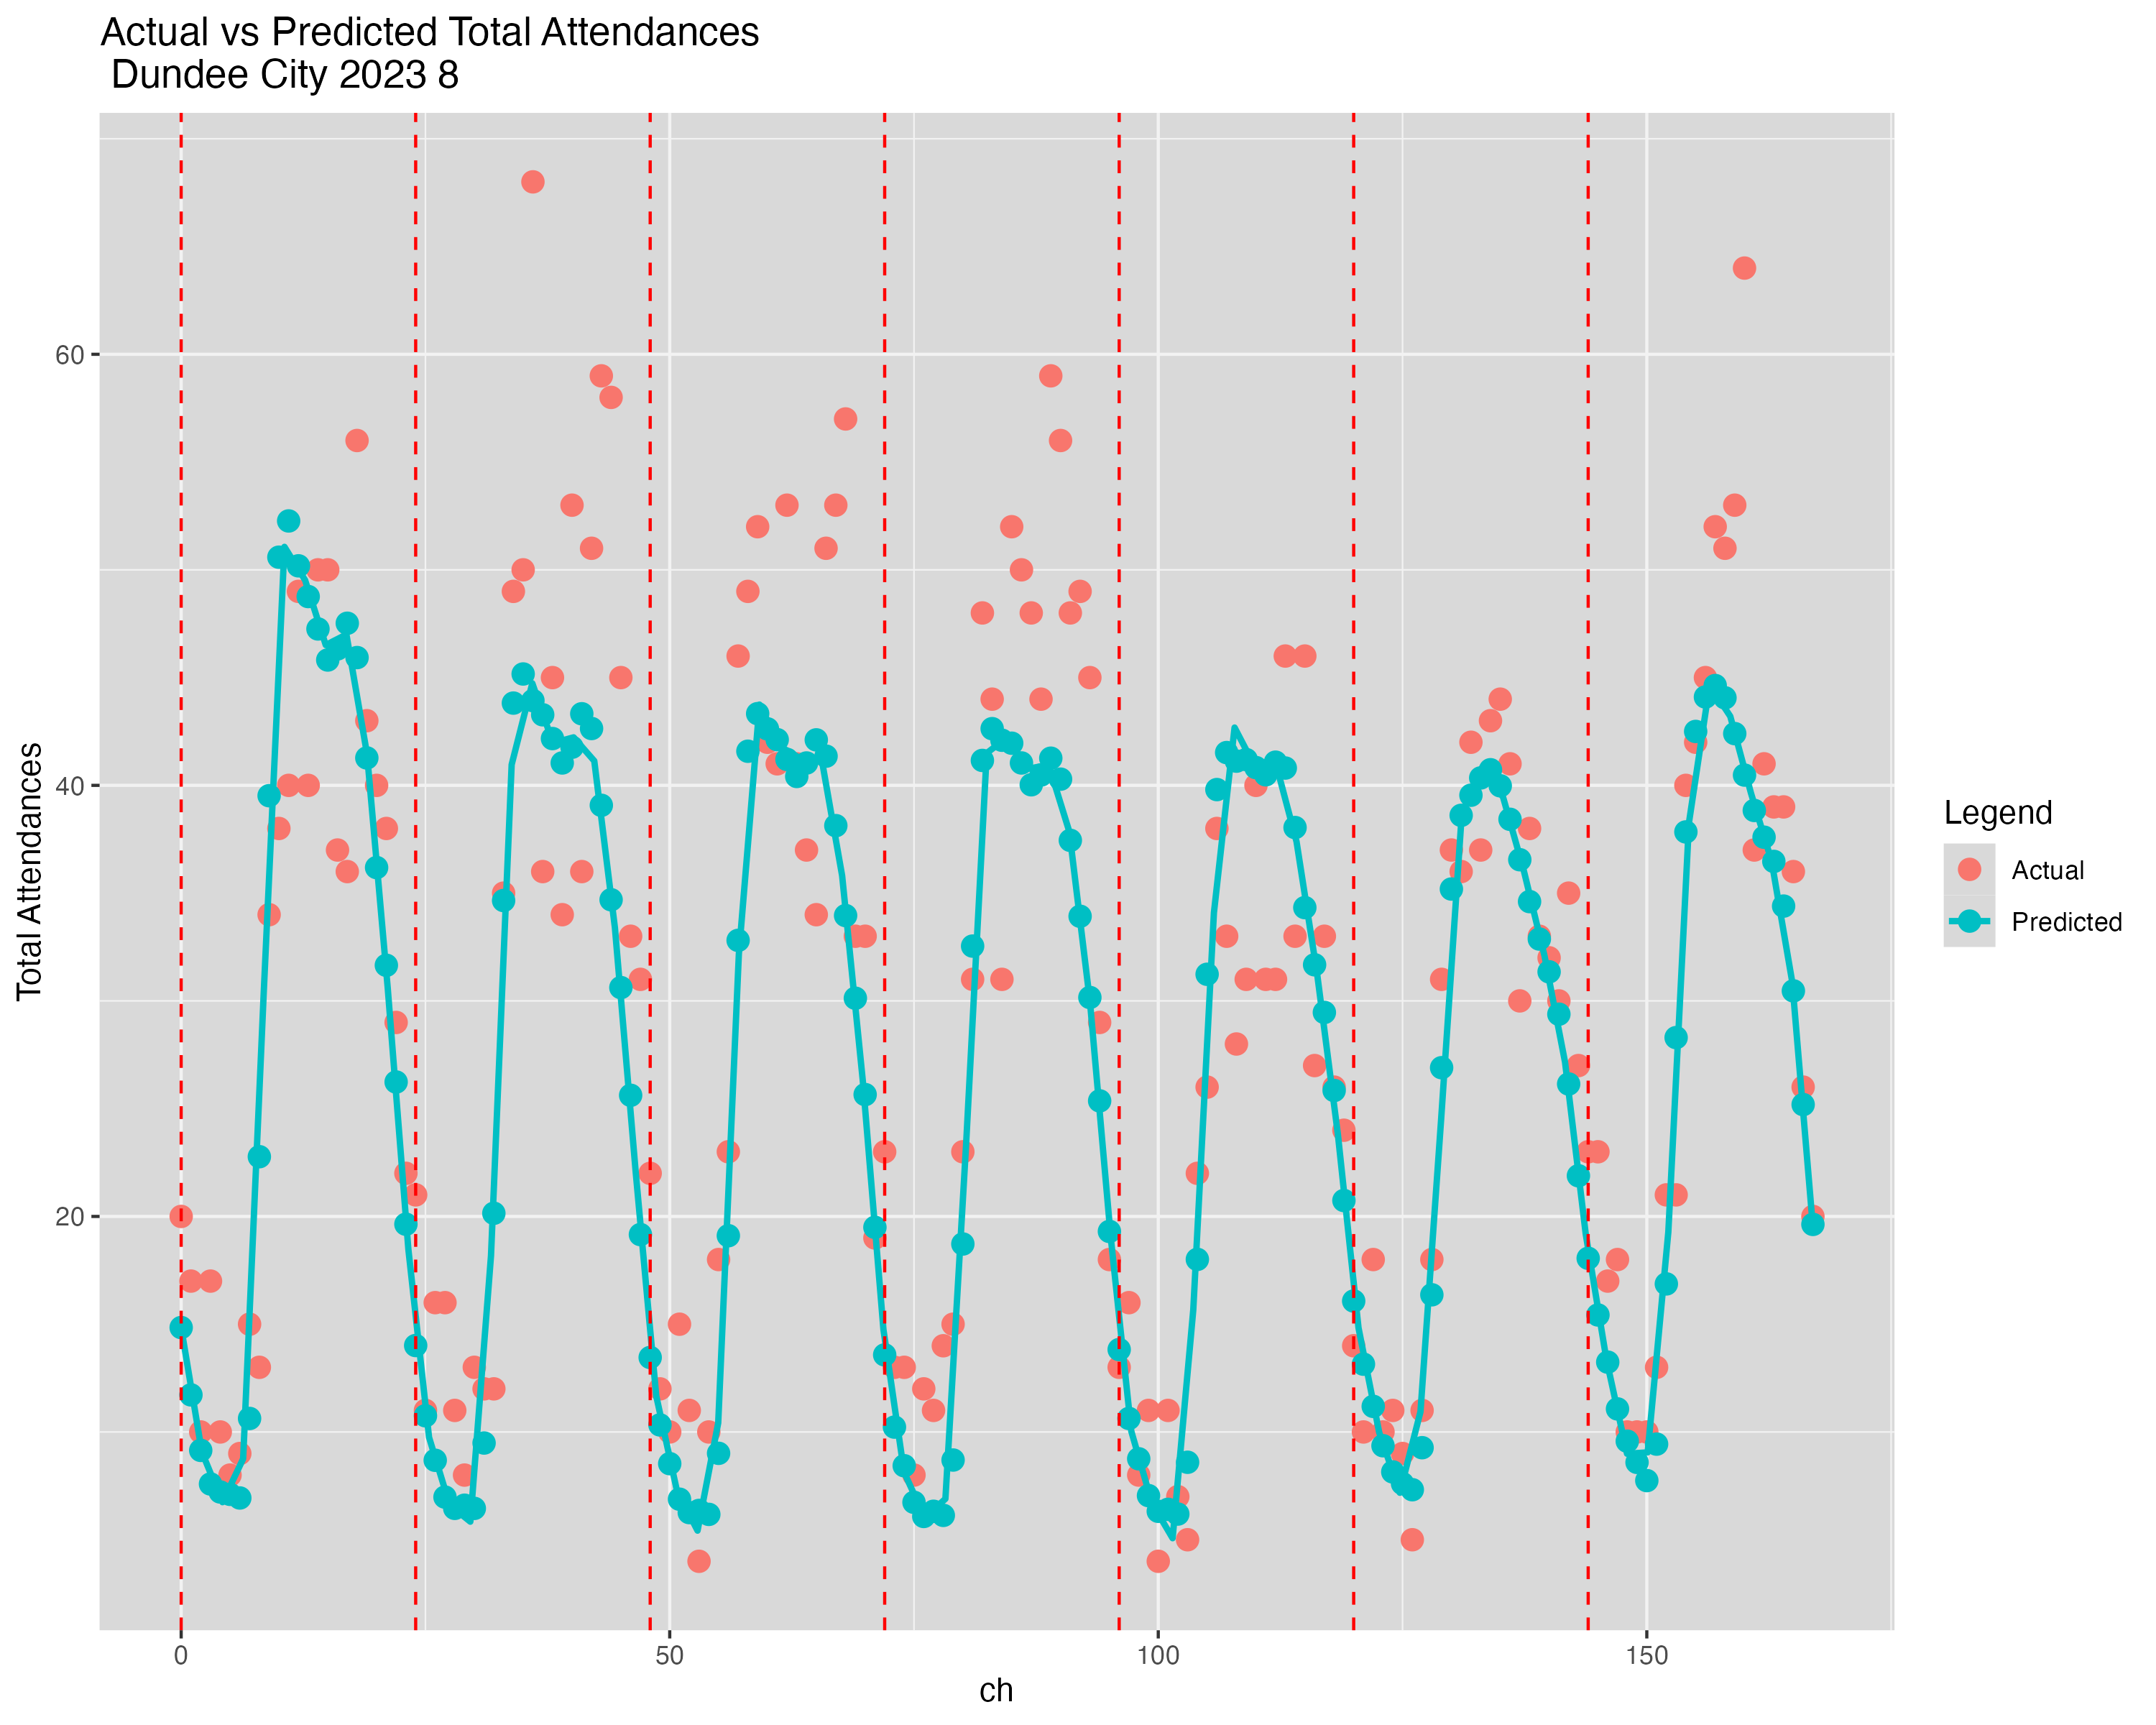 Actual vs Predicted Total Attendances
Dundee City 2023 8
Total Attendances
60
40
20
0
50
100
150
ch
Legend
Actual
Predicted